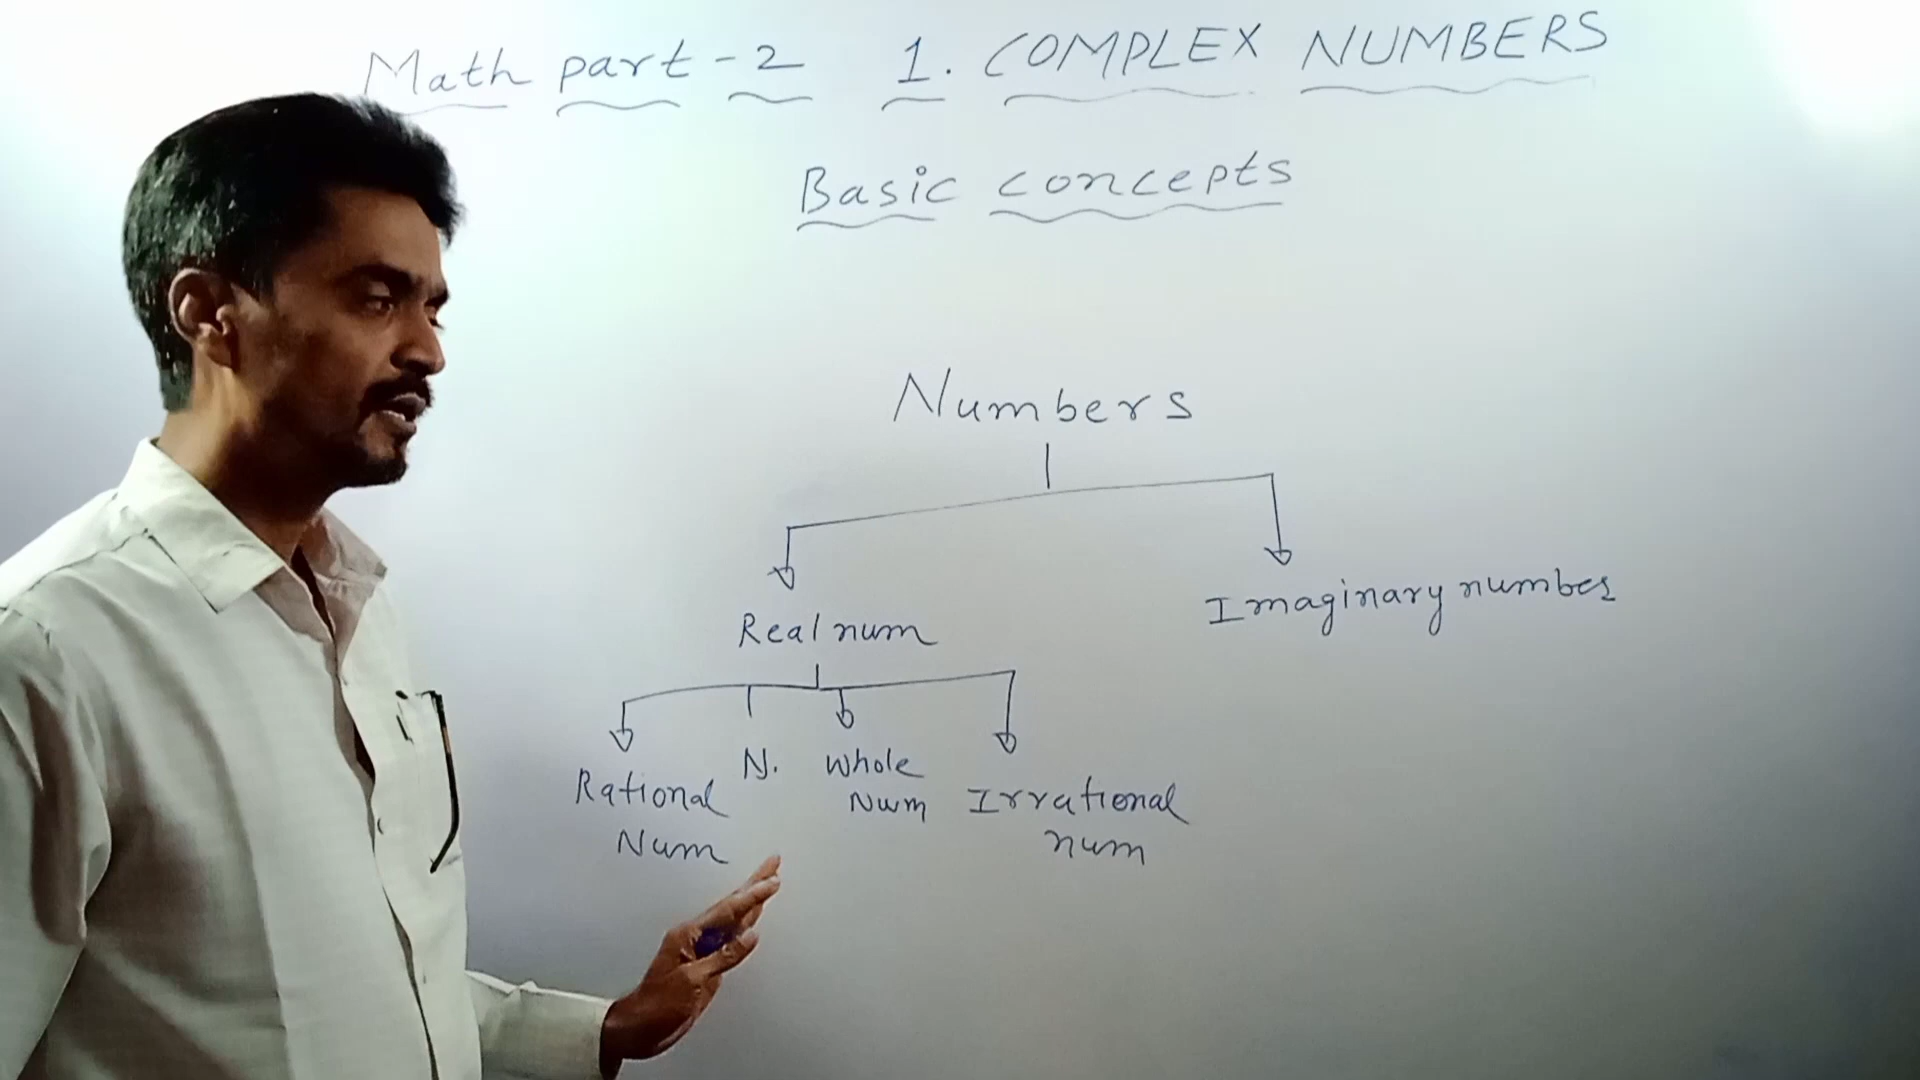 Math part-2 1. COMPLEX NUMBERS
Basic concepts
Numbers
Real num
Imaginary number
Rational
Num
N.
Whole
Num
Irrational
num